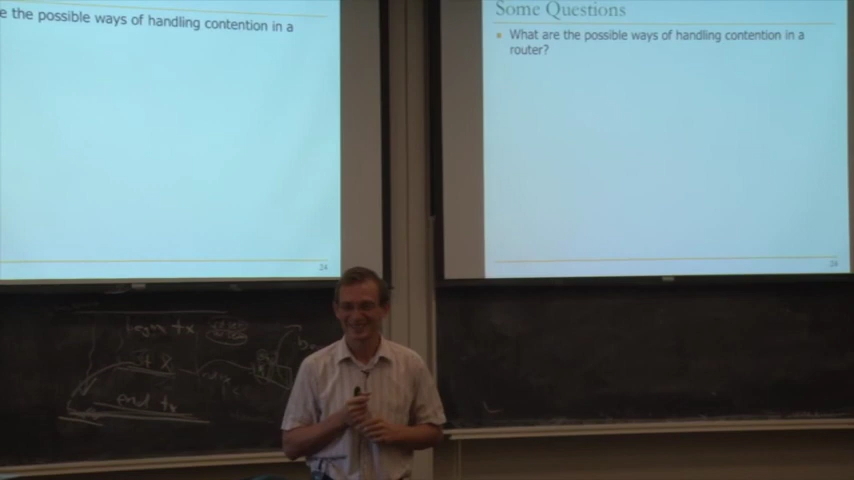 e the possible ways of handling contention in a
24
Some Questions
What are the possible ways of handling contention in a
router?
24
begin tx
end tx